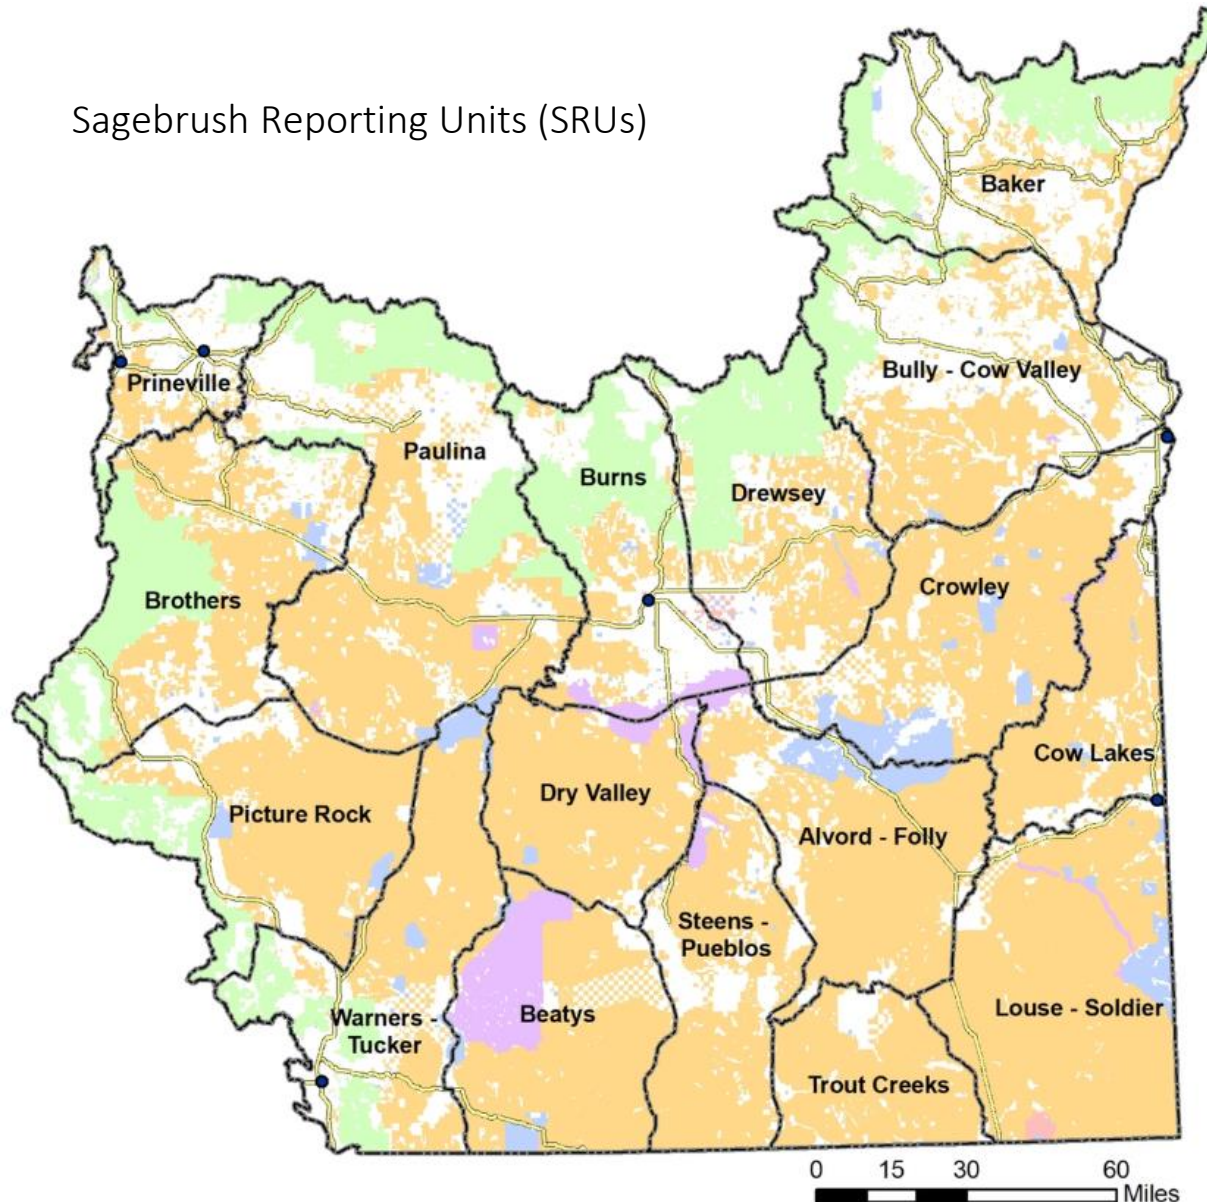 Sagebrush Reporting Units (SRUs)
Baker
Prineville
Bully - Cow Valley
Paulina
Burns
Drewsey
Crowley
Brothers
Cow Lakes
Dry Valley
Picture Rock
Alvord - Folly
Steens -
Pueblos
Louse - Soldier
Beatys
Warners -
Tucker
Trout Creeks
0 15 30 60
Miles